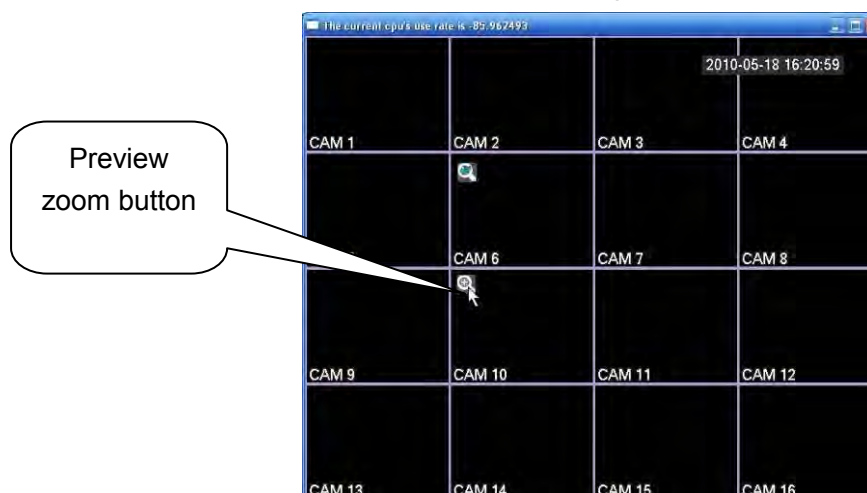 The current cpu's use rate is -85.967493
2010-05-18 16:20:59
CAM 1
CAM 2
CAM 3
CAM 4
Preview
zoom button
CAM 6
CAM 7
CAM 8
CAM 9
CAM 10
CAM 11
CAM 12
CAM 13
CAM 14
CAM 15
CAM 16